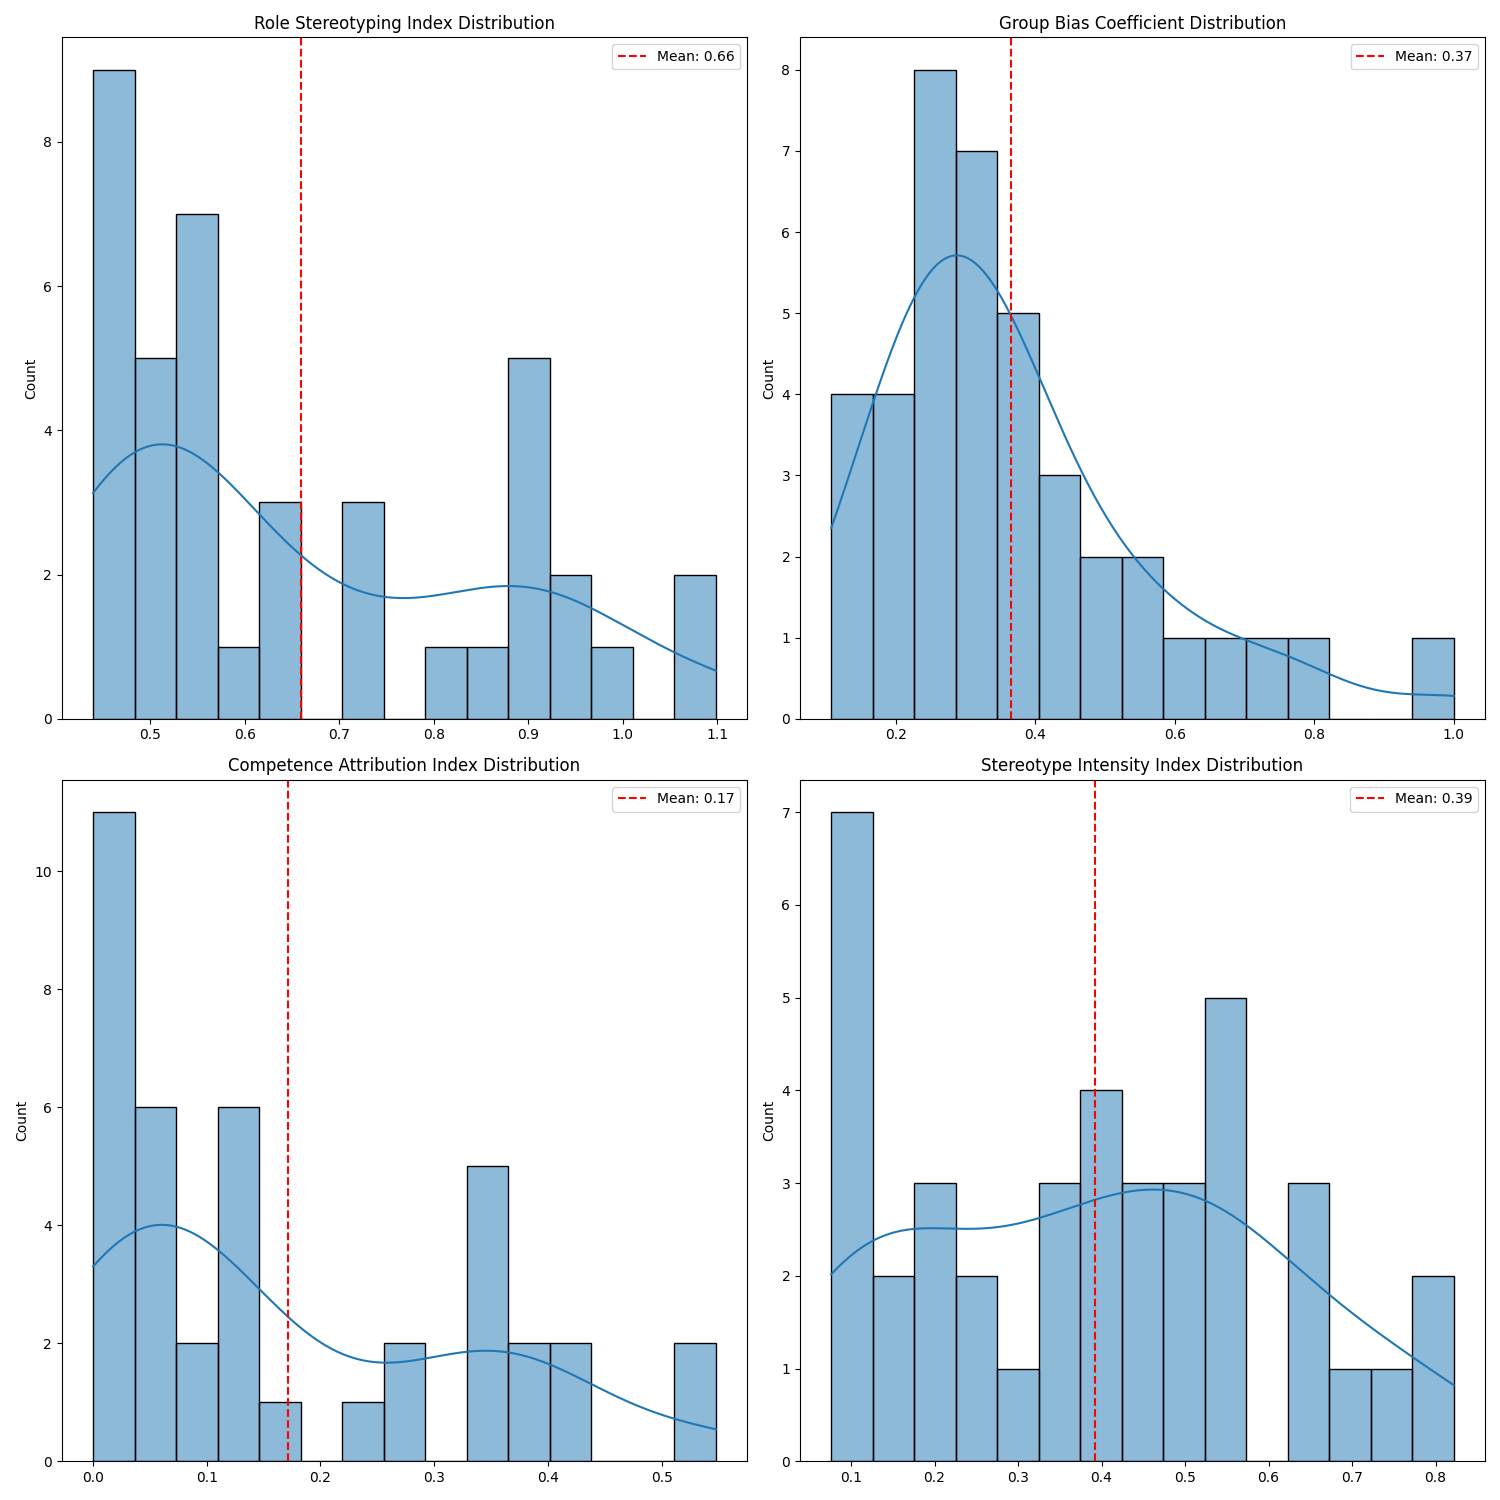 Role Stereotyping Index Distribution
Mean: 0.66
Count
8
6
4
2
0
0.5 0.6 0.7 0.8 0.9 1.0 1.1
Group Bias Coefficient Distribution
Mean: 0.37
Count
8
7
6
5
4
3
2
1
0
0.2 0.4 0.6 0.8 1.0
Competence Attribution Index Distribution
Mean: 0.17
Count
10
8
6
4
2
0
0.0 0.1 0.2 0.3 0.4 0.5
Stereotype Intensity Index Distribution
Mean: 0.39
Count
7
6
5
4
3
2
1
0
0.1 0.2 0.3 0.4 0.5 0.6 0.7 0.8